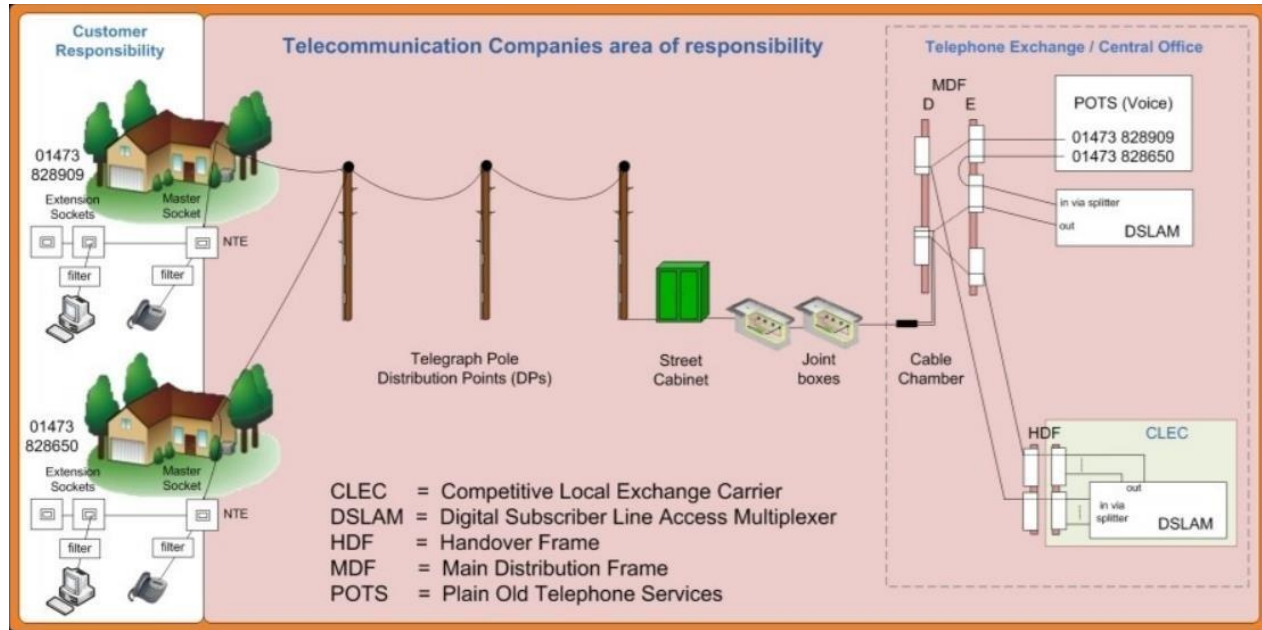 Customer
Responsibility
Telecommunication Companies area of responsibility
Telephone Exchange / Central Office
01473
828909
Extension
Sockets
Master
Socket
NTE
filter
filter
01473
828650
Extension
Sockets
Master
Socket
NTE
filter
filter
Telegraph Pole
Distribution Points (DPs)
Street
Cabinet
Joint
boxes
Cable
Chamber
MDF
D E
POTS (Voice)
01473 828909
01473 828650
in via splitter
out
DSLAM
HDF
CLEC
out
in via
splitter
DSLAM
CLEC = Competitive Local Exchange Carrier
DSLAM = Digital Subscriber Line Access Multiplexer
HDF = Handover Frame
MDF = Main Distribution Frame
POTS = Plain Old Telephone Services